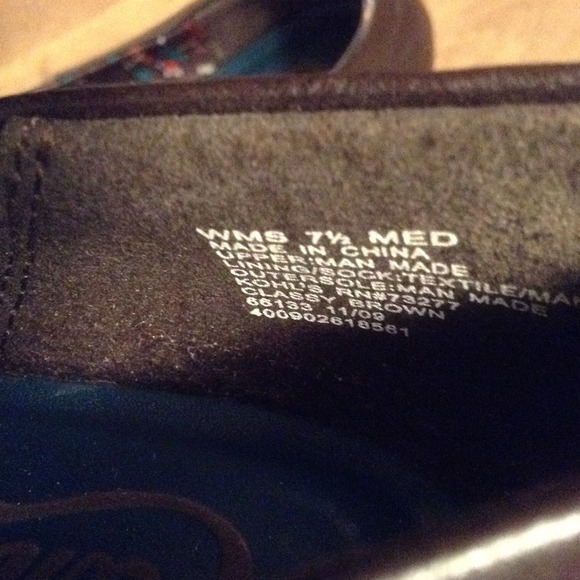 WMS 7½ MED
MADE IN CHINA
UPPER:MAN MADE
LINING/SOCK:TEXTILE/MA
OUTERSOLE:MAN MADE
KOHL'S RN#73277
CLASSY BROWN
66133 11/09
400902618561